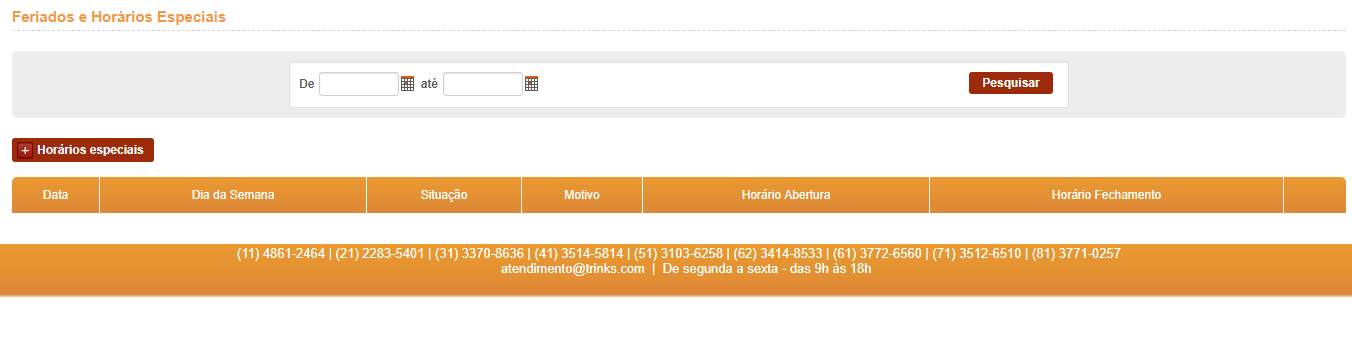 Feriados e Horários Especiais
De até Pesquisar
Horários especiais
Data Dia da Semana Situação Motivo Horário Abertura Horário Fechamento
(11) 4861-2464 | (21) 2283-5401 | (31) 3370-8636 | (41) 3514-5814 | (51) 3103-6258 | (62) 3414-8533 | (61) 3772-6560 | (71) 3512-6510 | (81) 3771-0257
atendimento@trinks.com | De segunda a sexta - das 9h às 18h